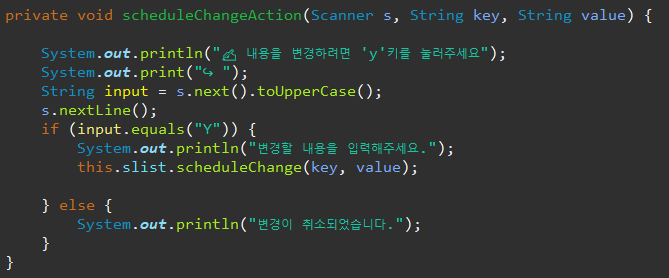 private void scheduleChangeAction(Scanner s, String key, String value) {
System.out.println("✍ 내용을 변경하려면 'y'키를 눌러주세요");
System.out.print("↪ ");
String input = s.next().toUpperCase();
s.nextLine();
if (input.equals("Y")) {
System.out.println("변경할 내용을 입력해주세요.");
this.slist.scheduleChange(key, value);
} else {
System.out.println("변경이 취소되었습니다.");
}
}